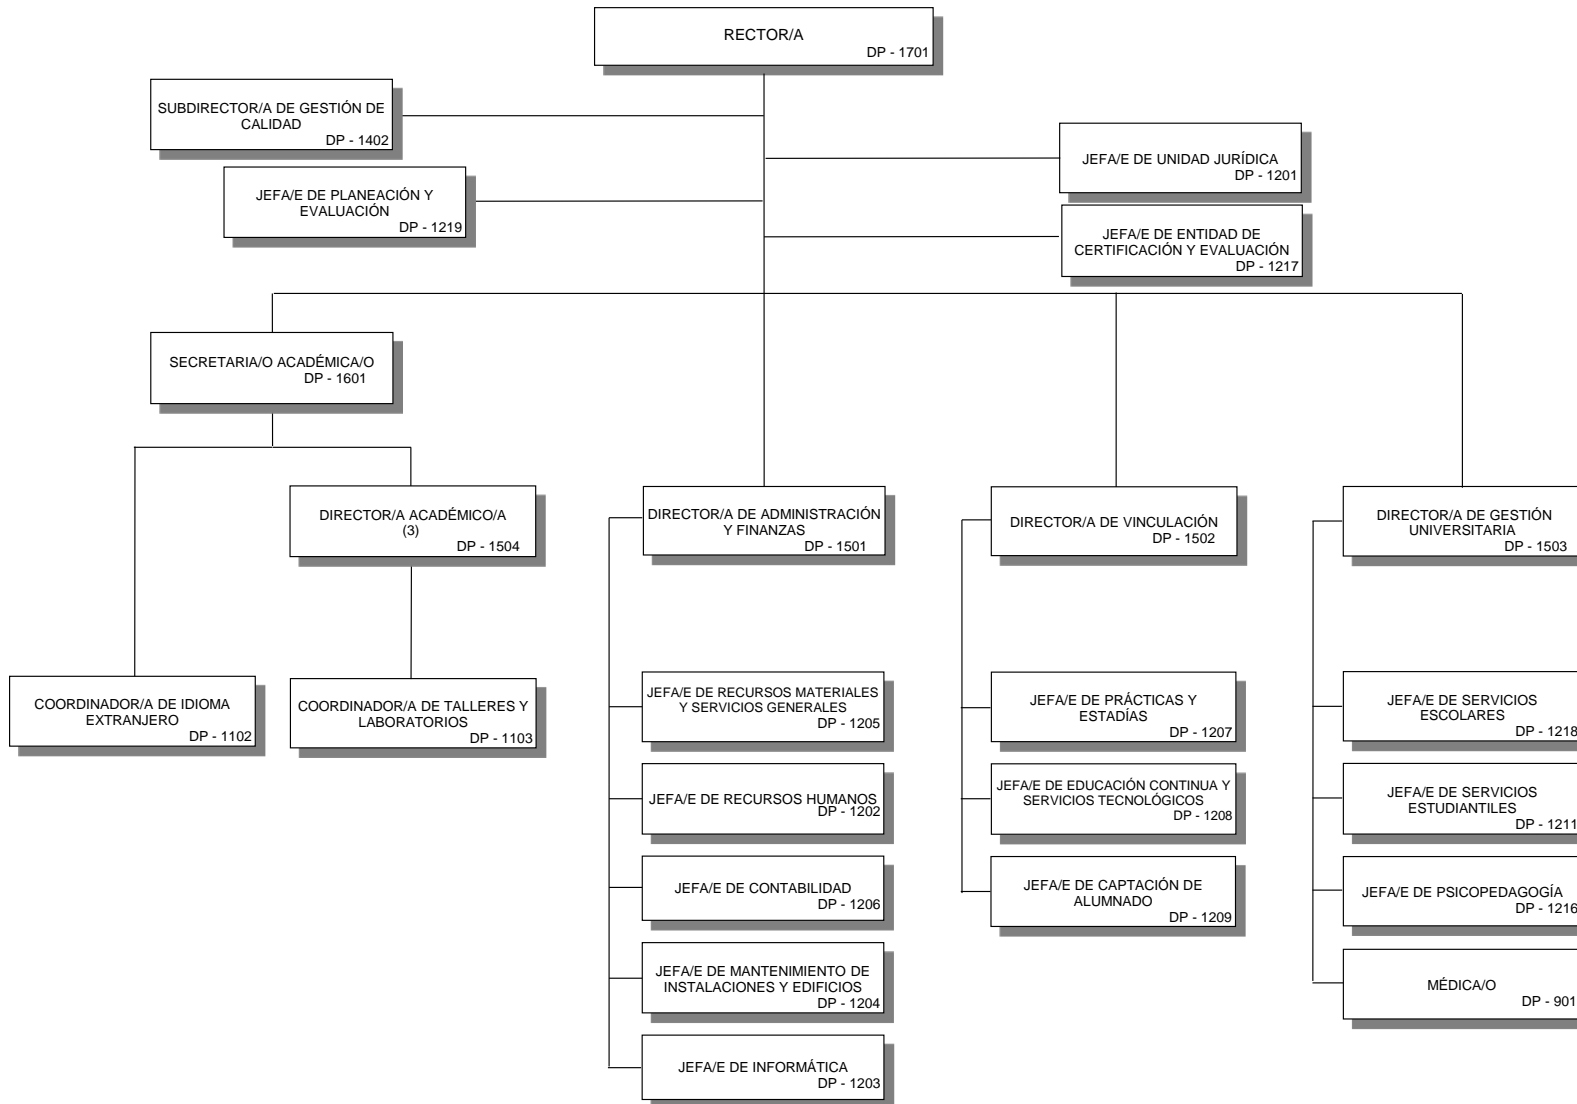 RECTOR/A
DP - 1701
SUBDIRECTOR/A DE GESTIÓN DE
CALIDAD
DP - 1402
JEFA/E DE UNIDAD JURÍDICA
DP - 1201
JEFA/E DE PLANEACIÓN Y
EVALUACIÓN
DP - 1219
JEFA/E DE ENTIDAD DE
CERTIFICACIÓN Y EVALUACIÓN
DP - 1217
SECRETARIA/O ACADÉMICA/O
DP - 1601
DIRECTOR/A ACADÉMICO/A
(3)
DP - 1504
DIRECTOR/A DE ADMINISTRACIÓN
Y FINANZAS
DP - 1501
DIRECTOR/A DE VINCULACIÓN
DP - 1502
DIRECTOR/A DE GESTIÓN
UNIVERSITARIA
DP - 1503
COORDINADOR/A DE IDIOMA
EXTRANJERO
DP - 1102
COORDINADOR/A DE TALLERES Y
LABORATORIOS
DP - 1103
JEFA/E DE RECURSOS MATERIALES
Y SERVICIOS GENERALES
DP - 1205
JEFA/E DE PRÁCTICAS Y
ESTADÍAS
DP - 1207
JEFA/E DE SERVICIOS
ESCOLARES
DP - 1218
JEFA/E DE RECURSOS HUMANOS
DP - 1202
JEFA/E DE EDUCACIÓN CONTINUA Y
SERVICIOS TECNOLÓGICOS
DP - 1208
JEFA/E DE SERVICIOS
ESTUDIANTILES
DP - 1211
JEFA/E DE CONTABILIDAD
DP - 1206
JEFA/E DE CAPTACIÓN DE
ALUMNADO
DP - 1209
JEFA/E DE PSICOPEDAGOGÍA
DP - 1216
JEFA/E DE MANTENIMIENTO DE
INSTALACIONES Y EDIFICIOS
DP - 1204
MÉDICA/O
DP - 901
JEFA/E DE INFORMÁTICA
DP - 1203